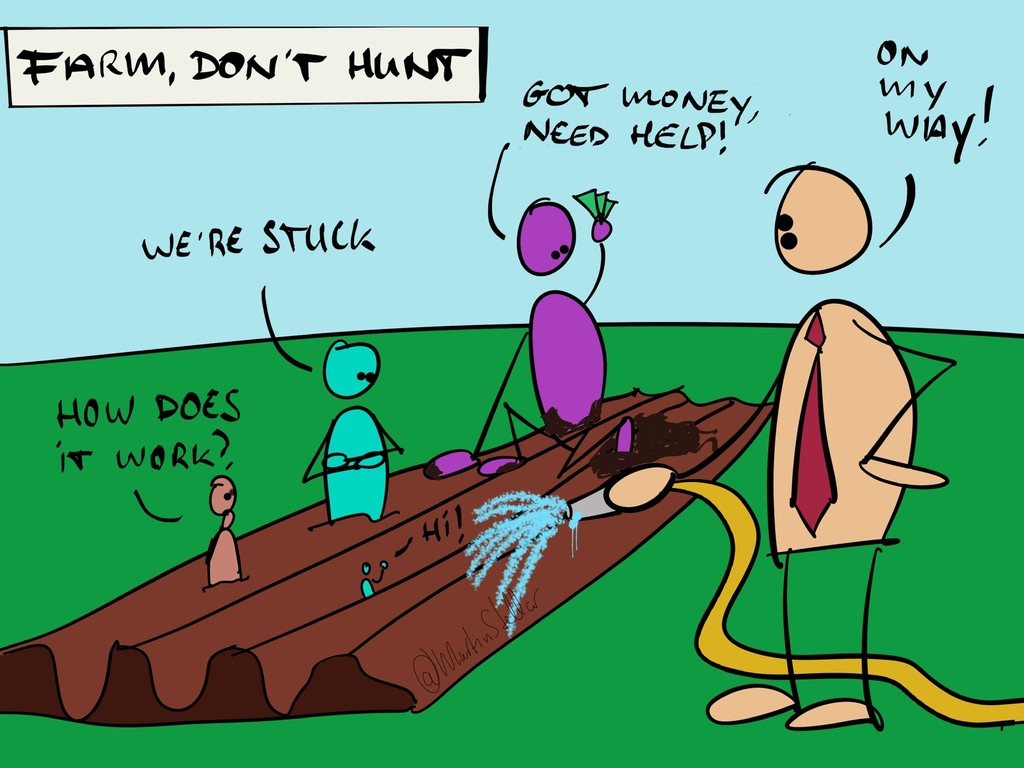 FARM, DON'T HUNT
GOT MONEY,
NEED HELP!
ON
MY
WAY!
WE'RE STUCK
HOW DOES
IT WORK?
HI!